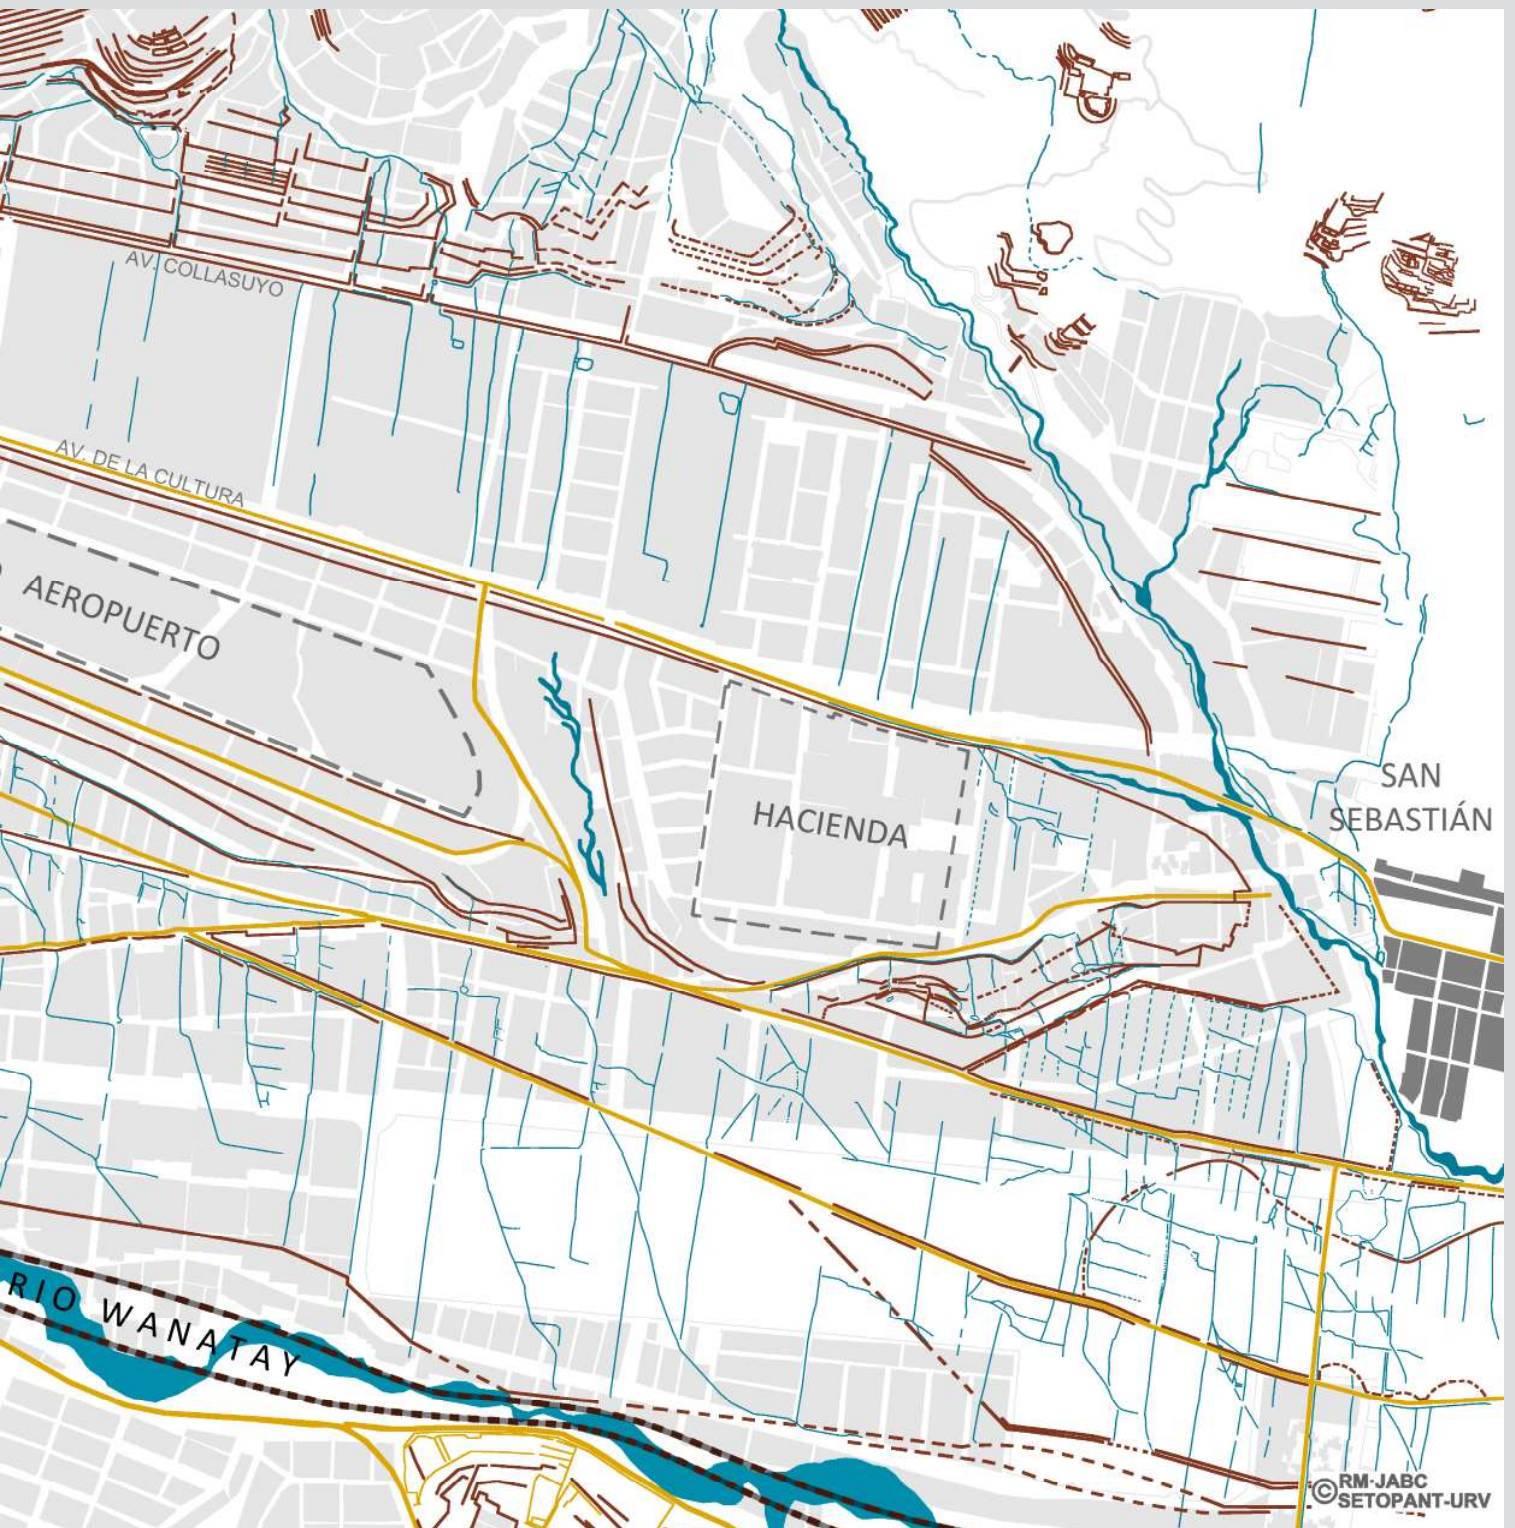 AV. COLLASUYO
AV. DE LA CULTURA
AEROPUERTO
HACIENDA
SAN
SEBASTIÁN
RIO WANATAY
©RM-JABC
SETOPANT-URV